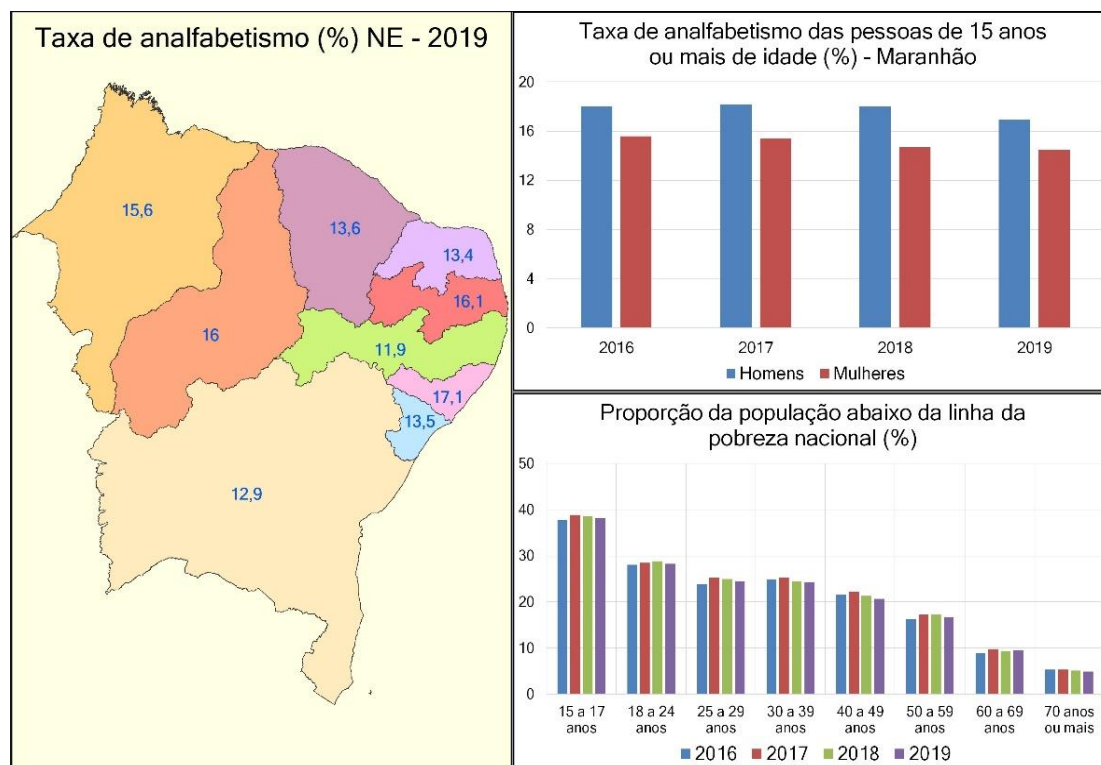 Taxa de analfabetismo (%) NE - 2019
15,6
13,6
13,4
16,1
16
11,9
17,1
13,5
12,9
Taxa de analfabetismo das pessoas de 15 anos
ou mais de idade (%) - Maranhão
20
16
12
8
4
0
2016 2017 2018 2019
Homens Mulheres
Proporção da população abaixo da linha da
pobreza nacional (%)
50
40
30
20
10
0
15 a 17 18 a 24 25 a 29 30 a 39 40 a 49 50 a 59 60 a 69 70 anos
anos anos anos anos anos anos anos ou mais
2016 2017 2018 2019